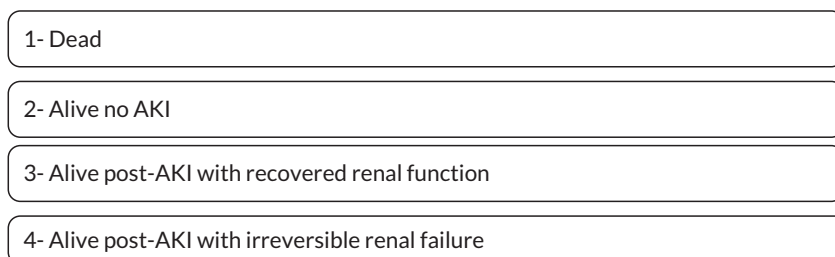 1- Dead
2- Alive no AKI
3- Alive post-AKI with recovered renal function
4- Alive post-AKI with irreversible renal failure